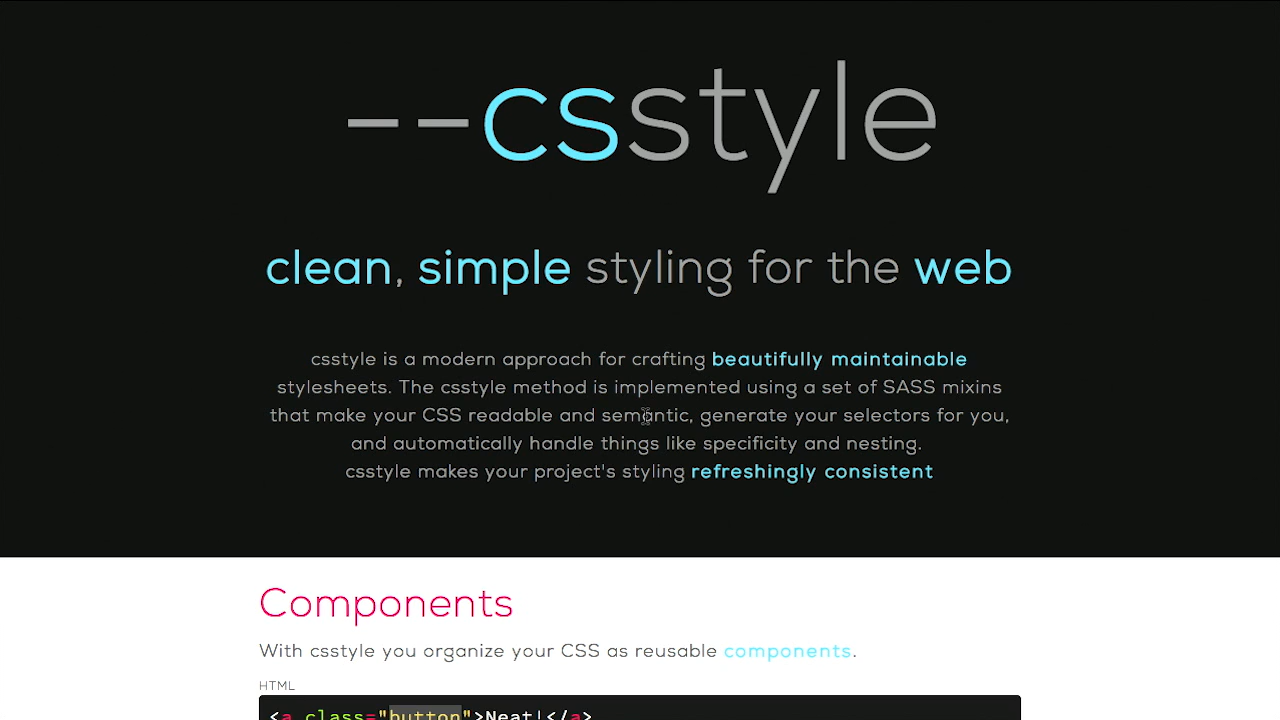 --csstyle
clean, simple styling for the web
csstyle is a modern approach for crafting beautifully maintainable
stylesheets. The csstyle method is implemented using a set of SASS mixins
that make your CSS readable and semantic, generate your selectors for you,
and automatically handle things like specificity and nesting.
csstyle makes your project's styling refreshingly consistent
Components
With csstyle you organize your CSS as reusable components.
HTML
<a class="button">Neat!</a>